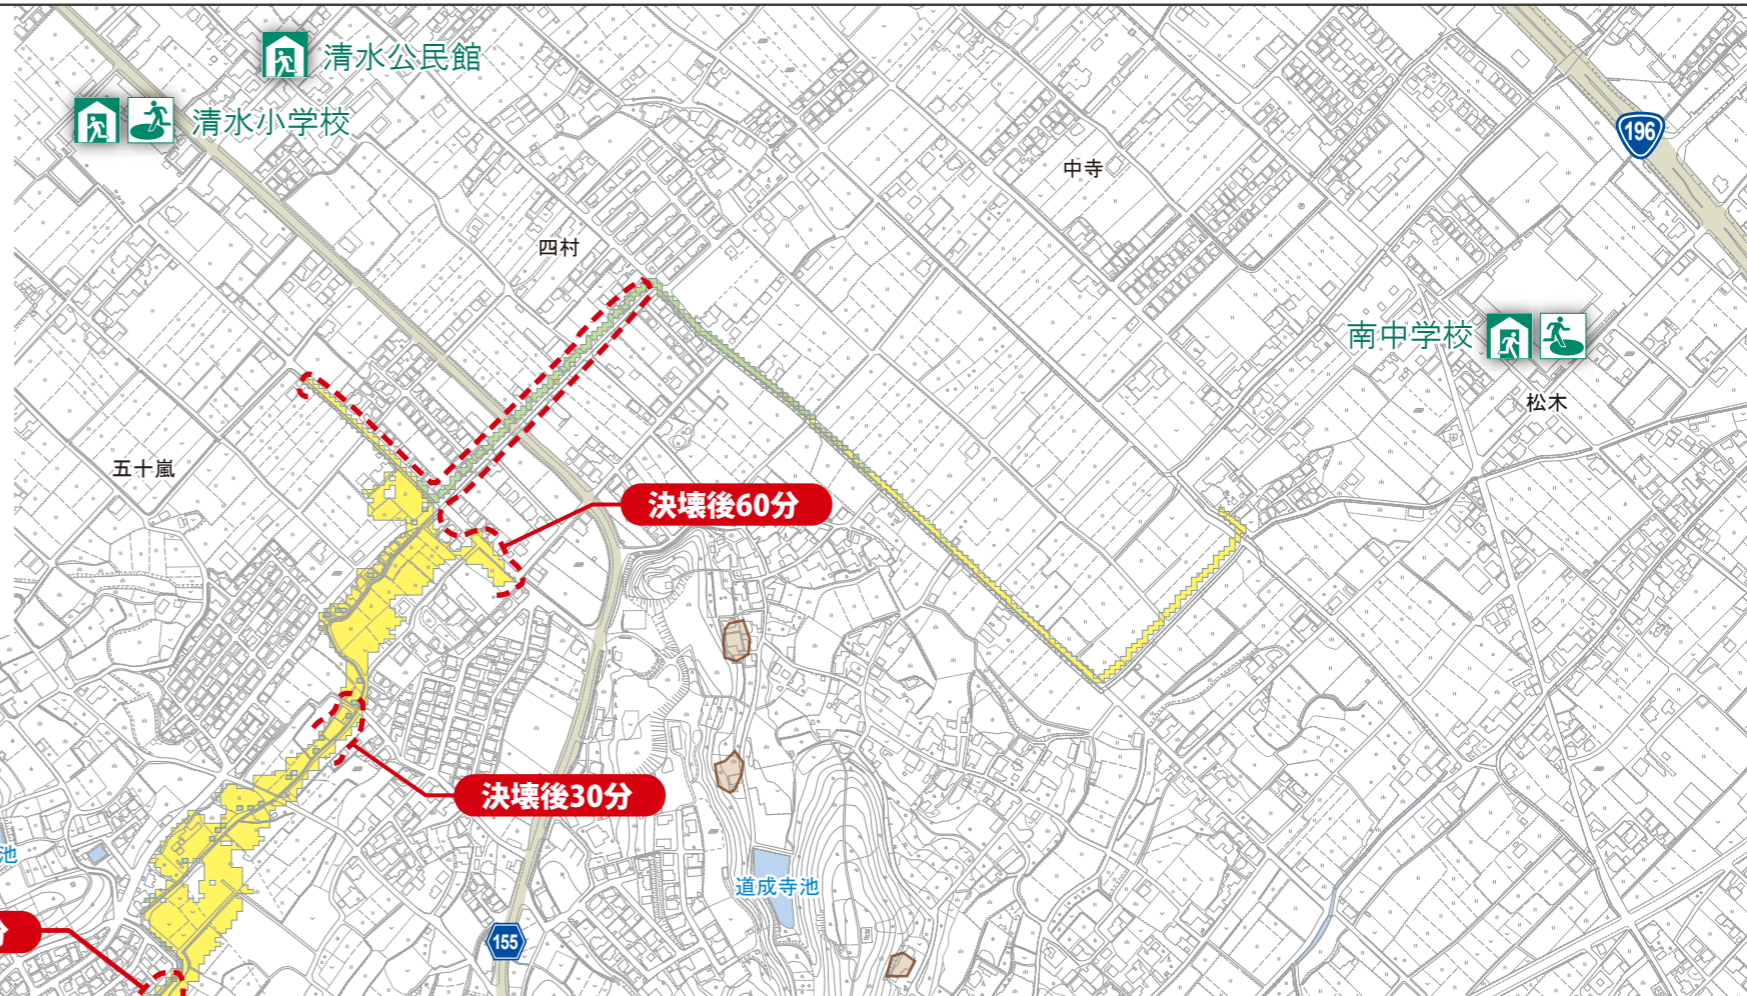 清水公民館
清水小学校
196
中寺
四村
南中学校
松木
五十嵐
決壊後60分
決壊後30分
池
道成寺池
分
155